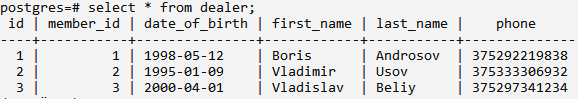 postgres=# select * from dealer;
 id | member_id | date_of_birth | first_name | last_name |    phone
----+-----------+---------------+------------+-----------+--------------
  1 |         1 | 1998-05-12    | Boris      | Androsov  | 375292219838
  2 |         2 | 1995-01-09    | Vladimir   | Usov      | 375333306932
  3 |         3 | 2000-04-01    | Vladislav  | Beliy     | 375297341234